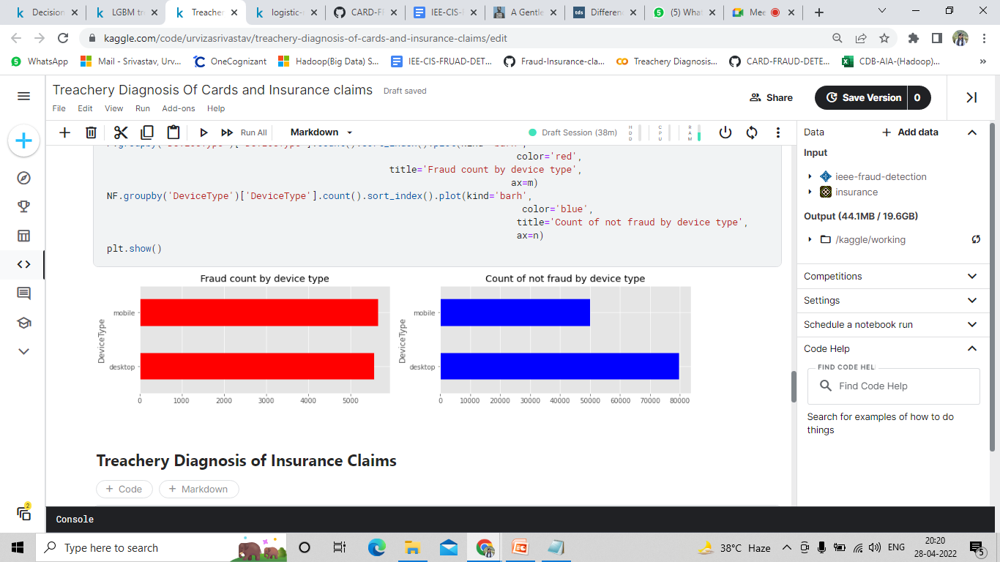 Decision
LGBM tr
Treacher
logistic-
CARD-F
IEE-CIS-
A Gentle
Differen
(5) What
Mee
kaggle.com/code/urvizasrivastav/treachery-diagnosis-of-cards-and-insurance-claims/edit
WhatsApp
Mail - Srivastav, Urv...
OneCognizant
Hadoop(Big Data) S...
IEE-CIS-FRUAD-DET...
Fraud-Insurance-cla...
Treachery Diagnosis...
CARD-FRAUD-DETE...
CDB-AIA-(Hadoop)...
»
Treachery Diagnosis Of Cards and Insurance claims
Draft saved
File Edit View Run Add-ons Help
Share
Save Version 0
Run All
Markdown
Draft Session (38m)
HDD
CPU
RAM
color='red',
title='Fraud count by device type',
ax=m)
NF.groupby('DeviceType')['DeviceType'].count().sort_index().plot(kind='barh',
color='blue',
title='Count of not fraud by device type',
ax=n)
plt.show()
Fraud count by device type
DeviceType
mobile
desktop
0 1000 2000 3000 4000 5000
Count of not fraud by device type
DeviceType
mobile
desktop
0 10000 20000 30000 40000 50000 60000 70000 80000
Treachery Diagnosis of Insurance Claims
+ Code
+ Markdown
Console
Data
+ Add data
Input
ieee-fraud-detection
insurance
Output (44.1MB / 19.6GB)
/kaggle/working
Competitions
Settings
Schedule a notebook run
Code Help
FIND CODE HEL
Find Code Help
Search for examples of how to do
things
2
Type here to search
38°C Haze
ENG
20:20
28-04-2022
5